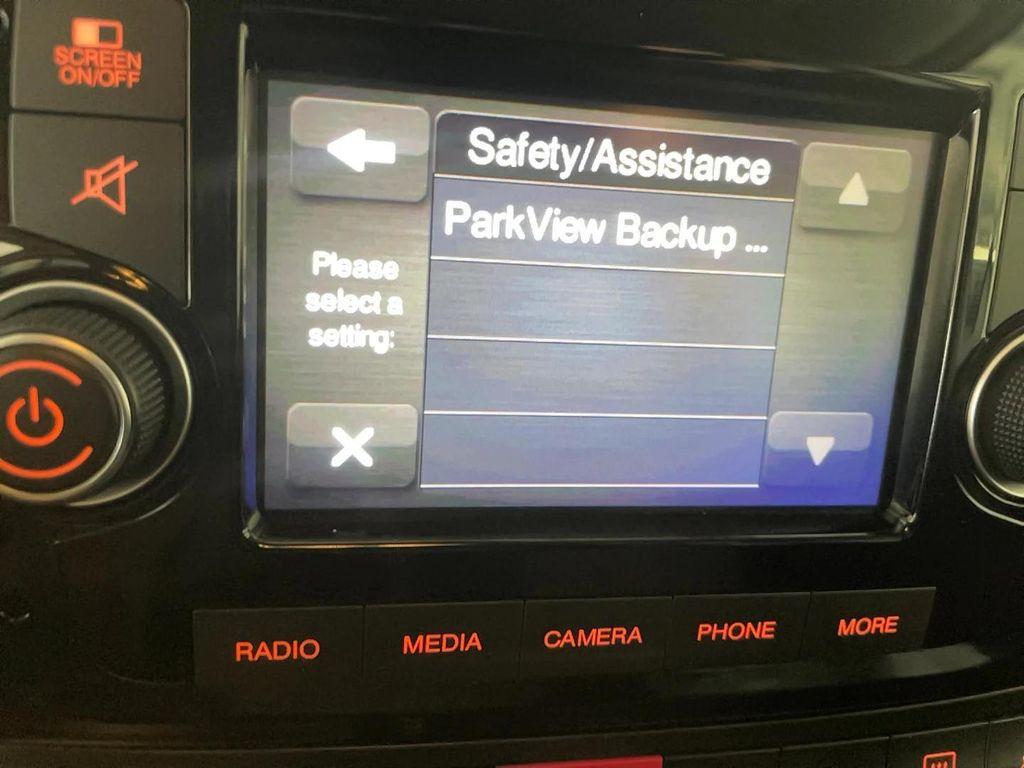 SCREEN
ON/OFF
Safety/Assistance
ParkView Backup ...
Please
select a
setting:
RADIO
MEDIA
CAMERA
PHONE
MORE